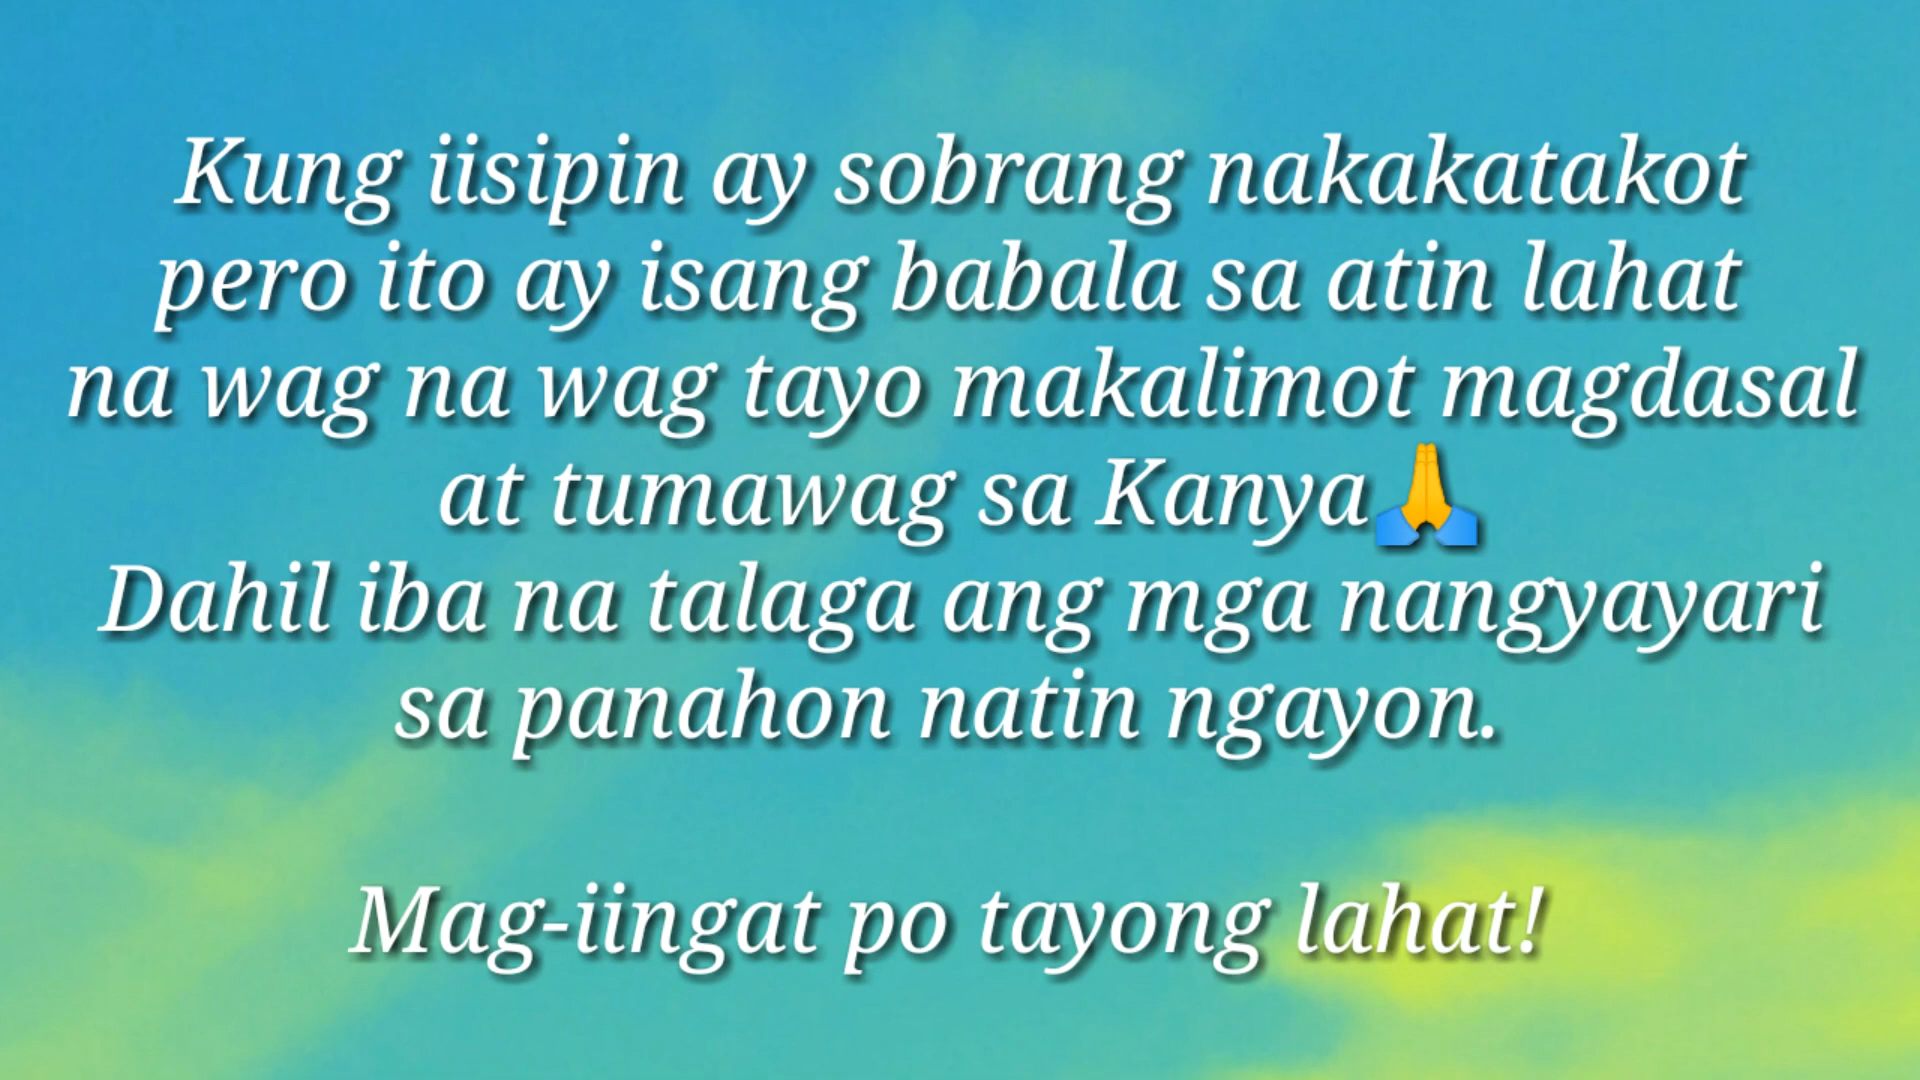 Kung iisipin ay sobrang nakakatakot
pero ito ay isang babala sa atin lahat
na wag na wag tayo makalimot magdasal
at tumawag sa Kanya🙏
Dahil iba na talaga ang mga nangyayari
sa panahon natin ngayon.
Mag-iingat po tayong lahat!